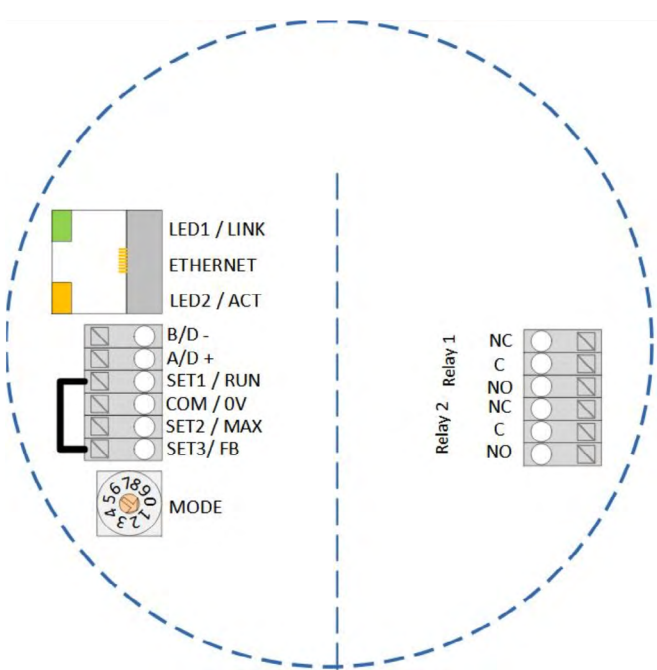 LED1 / LINK
ETHERNET
LED2 / ACT
B/D -
A/D +
SET1 / RUN
COM / 0V
SET2 / MAX
SET3/ FB
MODE
1234567890
Relay 1
NC
C
NO
Relay 2
NC
C
NO